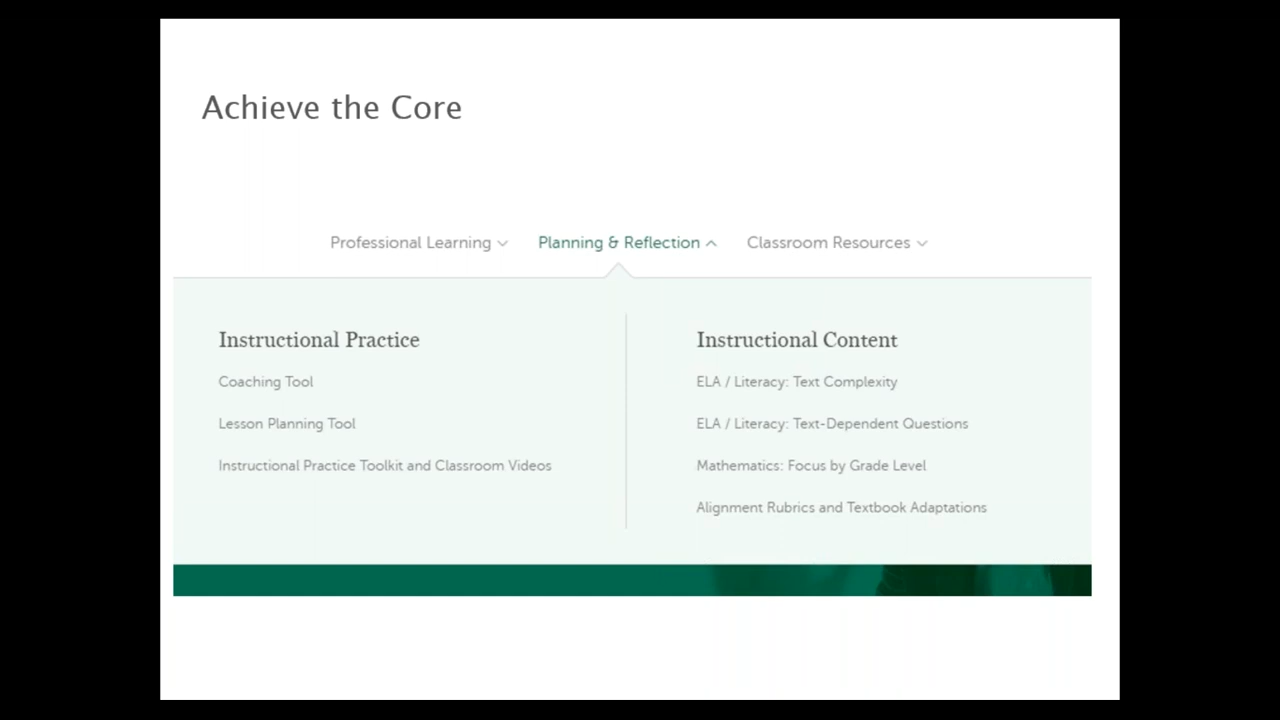 Achieve the Core
Professional Learning
Planning & Reflection
Classroom Resources
Instructional Practice
Coaching Tool
Lesson Planning Tool
Instructional Practice Toolkit and Classroom Videos
Instructional Content
ELA / Literacy: Text Complexity
ELA / Literacy: Text-Dependent Questions
Mathematics: Focus by Grade Level
Alignment Rubrics and Textbook Adaptations